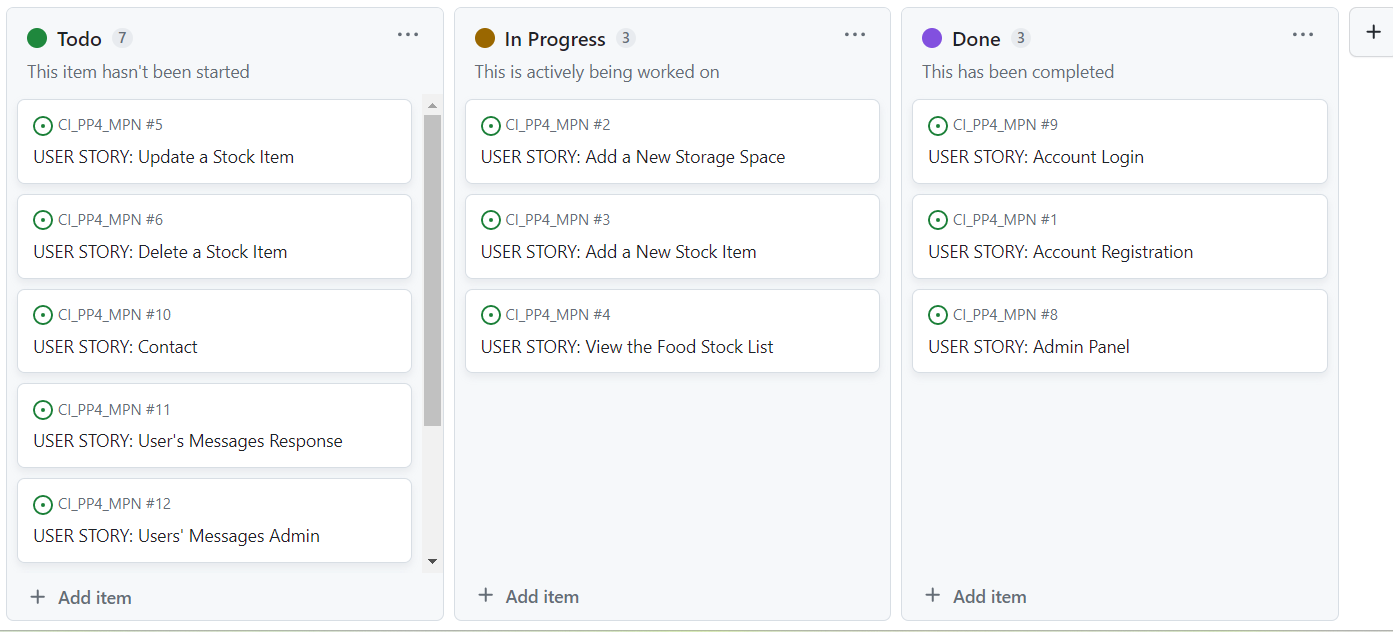 Todo 7
This item hasn't been started
CI_PP4_MPN #5
USER STORY: Update a Stock Item
CI_PP4_MPN #6
USER STORY: Delete a Stock Item
CI_PP4_MPN #10
USER STORY: Contact
CI_PP4_MPN #11
USER STORY: User's Messages Response
CI_PP4_MPN #12
USER STORY: Users' Messages Admin
+ Add item
In Progress 3
This is actively being worked on
CI_PP4_MPN #2
USER STORY: Add a New Storage Space
CI_PP4_MPN #3
USER STORY: Add a New Stock Item
CI_PP4_MPN #4
USER STORY: View the Food Stock List
+ Add item
Done 3
This has been completed
CI_PP4_MPN #9
USER STORY: Account Login
CI_PP4_MPN #1
USER STORY: Account Registration
CI_PP4_MPN #8
USER STORY: Admin Panel
+ Add item